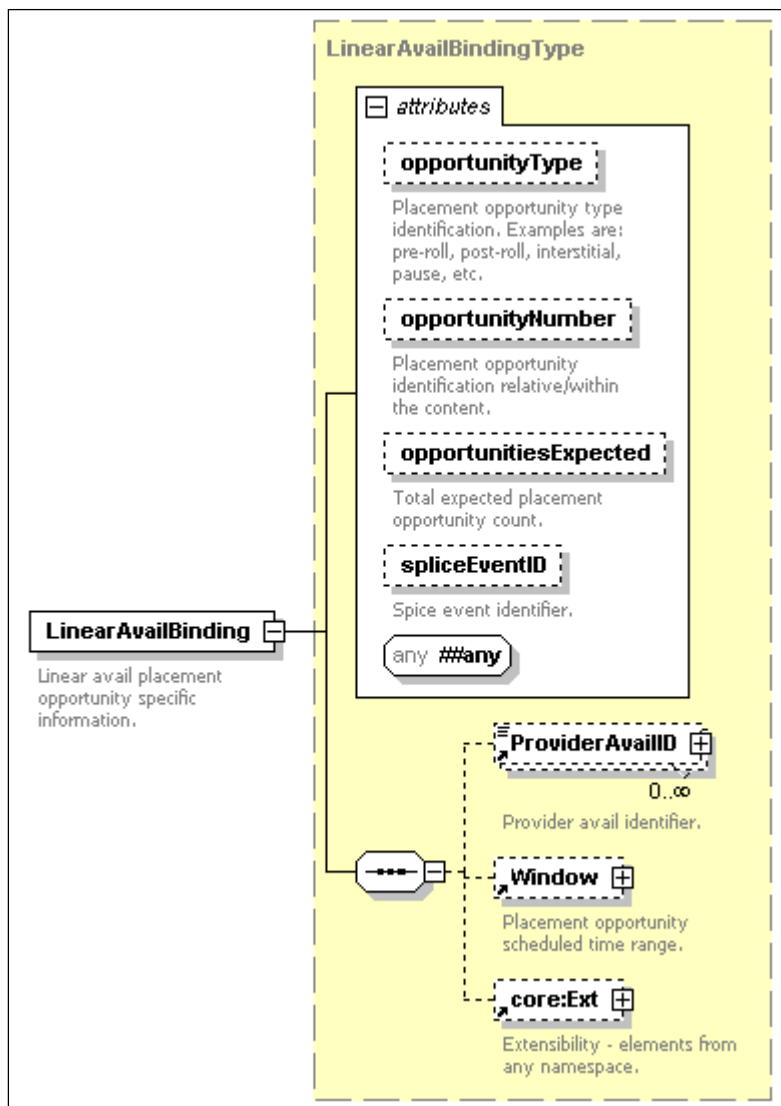 LinearAvailBindingType
attributes
opportunityType
Placement opportunity type
identification. Examples are:
pre-roll, post-roll, interstitial,
pause, etc.
opportunityNumber
Placement opportunity
identification relative/within
the content.
opportunitiesExpected
Total expected placement
opportunity count.
spliceEventID
Spice event identifier.
any ##any
LinearAvailBinding
Linear avail placement
opportunity specific
information.
ProviderAvailID
0..∞
Provider avail identifier.
Window
Placement opportunity
scheduled time range.
core:Ext
Extensibility - elements from
any namespace.